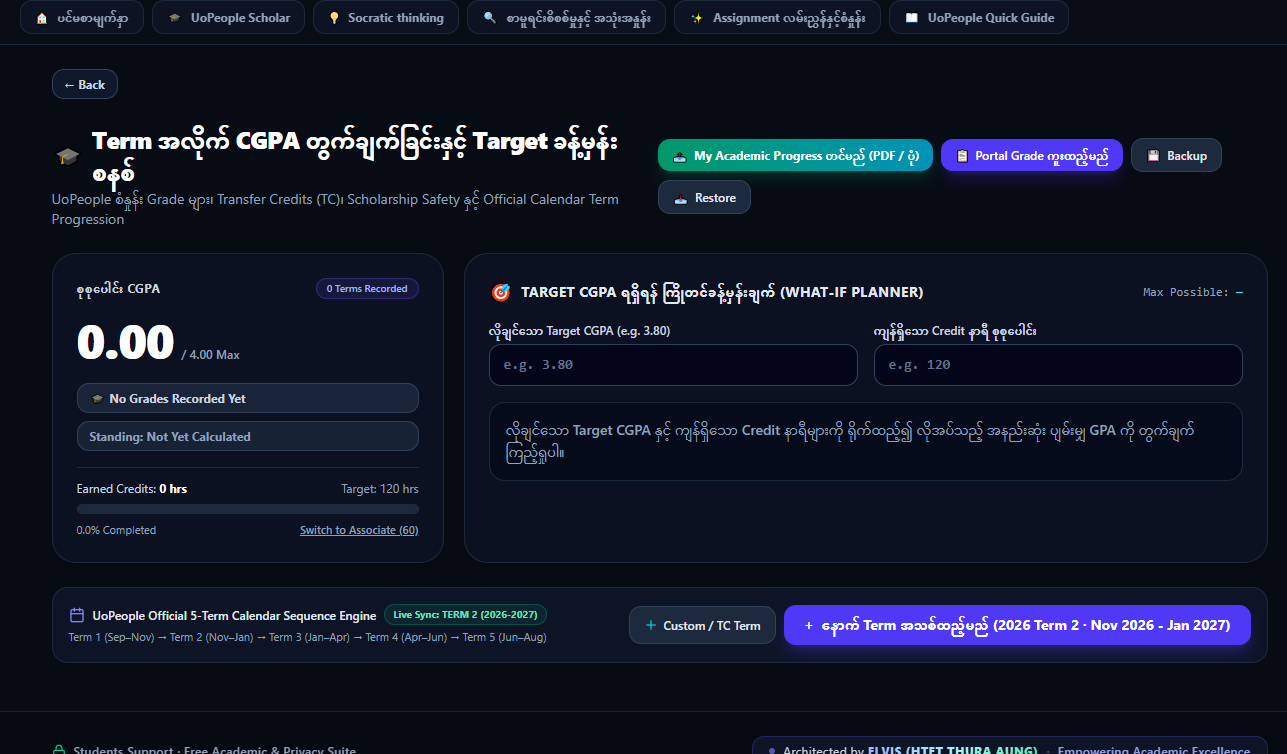 ပင်မစာမျက်နှာ
UoPeople Scholar
Socratic thinking
စာမူရင်းစိစစ်မှုနှင့် အသုံးအနှုန်း
Assignment လမ်းညွှန်နှင့်စံနှုန်း
UoPeople Quick Guide
← Back
Term အလိုက် CGPA တွက်ချက်ခြင်းနှင့် Target ခန့်မှန်း
စနစ်
UoPeople စံနှုန်း Grade များ၊ Transfer Credits (TC)၊ Scholarship Safety နှင့် Official Calendar Term
Progression
My Academic Progress တင်မည် (PDF / ပုံ)
Portal Grade ကူးထည့်မည်
Backup
Restore
စုစုပေါင်း CGPA
0 Terms Recorded
0.00 / 4.00 Max
No Grades Recorded Yet
Standing: Not Yet Calculated
Earned Credits: 0 hrs
Target: 120 hrs
0.0% Completed
Switch to Associate (60)
TARGET CGPA ရရှိရန် ကြိုတင်ခန့်မှန်းချက် (WHAT-IF PLANNER)
Max Possible: –
လိုချင်သော Target CGPA (e.g. 3.80)
ကျန်ရှိသော Credit နာရီ စုစုပေါင်း
e.g. 3.80
e.g. 120
လိုချင်သော Target CGPA နှင့် ကျန်ရှိသော Credit နာရီများကို ရိုက်ထည့်၍ လိုအပ်သည့် အနည်းဆုံး ပျမ်းမျှ GPA ကို တွက်ချက်
ကြည့်ရှုပါ။
UoPeople Official 5-Term Calendar Sequence Engine
Live Sync: TERM 2 (2026-2027)
Term 1 (Sep–Nov) → Term 2 (Nov–Jan) → Term 3 (Jan–Apr) → Term 4 (Apr–Jun) → Term 5 (Jun–Aug)
+ Custom / TC Term
+ နောက် Term အသစ်ထည့်မည် (2026 Term 2 · Nov 2026 - Jan 2027)
Students Support · Free Academic & Privacy Suite
Architected by ELVIS (HTET THURA AUNG) · Empowering Academic Excellence